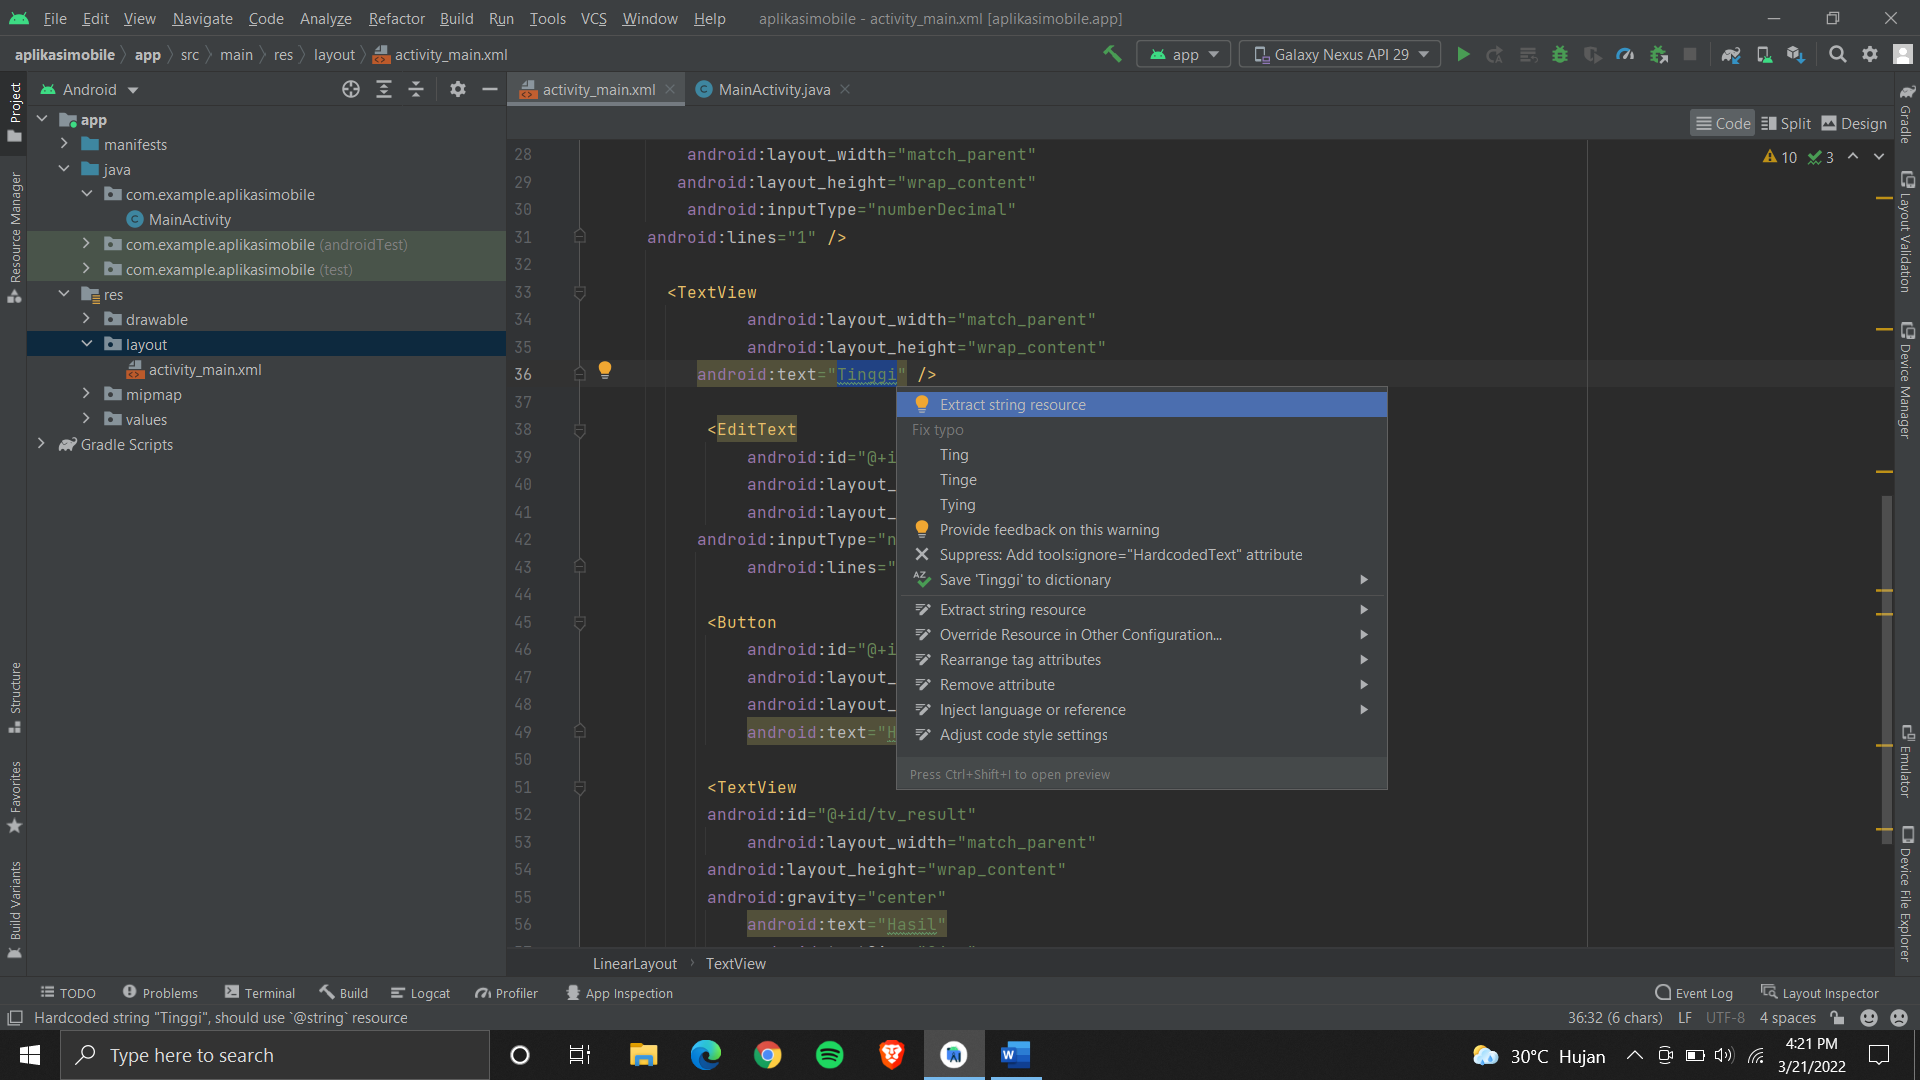 File Edit View Navigate Code Analyze Refactor Build Run Tools VCS Window Help aplikasimobile - activity_main.xml [aplikasimobile.app]
aplikasimobile app src main res layout activity_main.xml app Galaxy Nexus API 29
Project
Resource Manager
Structure
Favorites
Build Variants
Android
app
manifests
java
com.example.aplikasimobile
MainActivity
com.example.aplikasimobile (androidTest)
com.example.aplikasimobile (test)
res
drawable
layout
activity_main.xml
mipmap
values
Gradle Scripts
activity_main.xml MainActivity.java
Code Split Design
10 3
28 android:layout_width="match_parent"
29 android:layout_height="wrap_content"
30 android:inputType="numberDecimal"
31 android:lines="1" />
32
33 <TextView
34 android:layout_width="match_parent"
35 android:layout_height="wrap_content"
36 android:text="Tinggi" />
37
38 <EditText
39 android:id="@+i
40 android:layout_
41 android:layout_
42 android:inputType="n
43 android:lines="
44
45 <Button
46 android:id="@+i
47 android:layout_
48 android:layout_
49 android:text="H
50
51 <TextView
52 android:id="@+id/tv_result"
53 android:layout_width="match_parent"
54 android:layout_height="wrap_content"
55 android:gravity="center"
56 android:text="Hasil"
Extract string resource
Fix typo
Ting
Tinge
Tying
Provide feedback on this warning
Suppress: Add tools:ignore="HardcodedText" attribute
Save 'Tinggi' to dictionary
Extract string resource
Override Resource in Other Configuration...
Rearrange tag attributes
Remove attribute
Inject language or reference
Adjust code style settings
Press Ctrl+Shift+I to open preview
LinearLayout TextView
Gradle
Layout Validation
Device Manager
Emulator
Device File Explorer
TODO Problems Terminal Build Logcat Profiler App Inspection Event Log Layout Inspector
Hardcoded string "Tinggi", should use `@string` resource 36:32 (6 chars) LF UTF-8 4 spaces
Type here to search
30°C Hujan
4:21 PM
3/21/2022